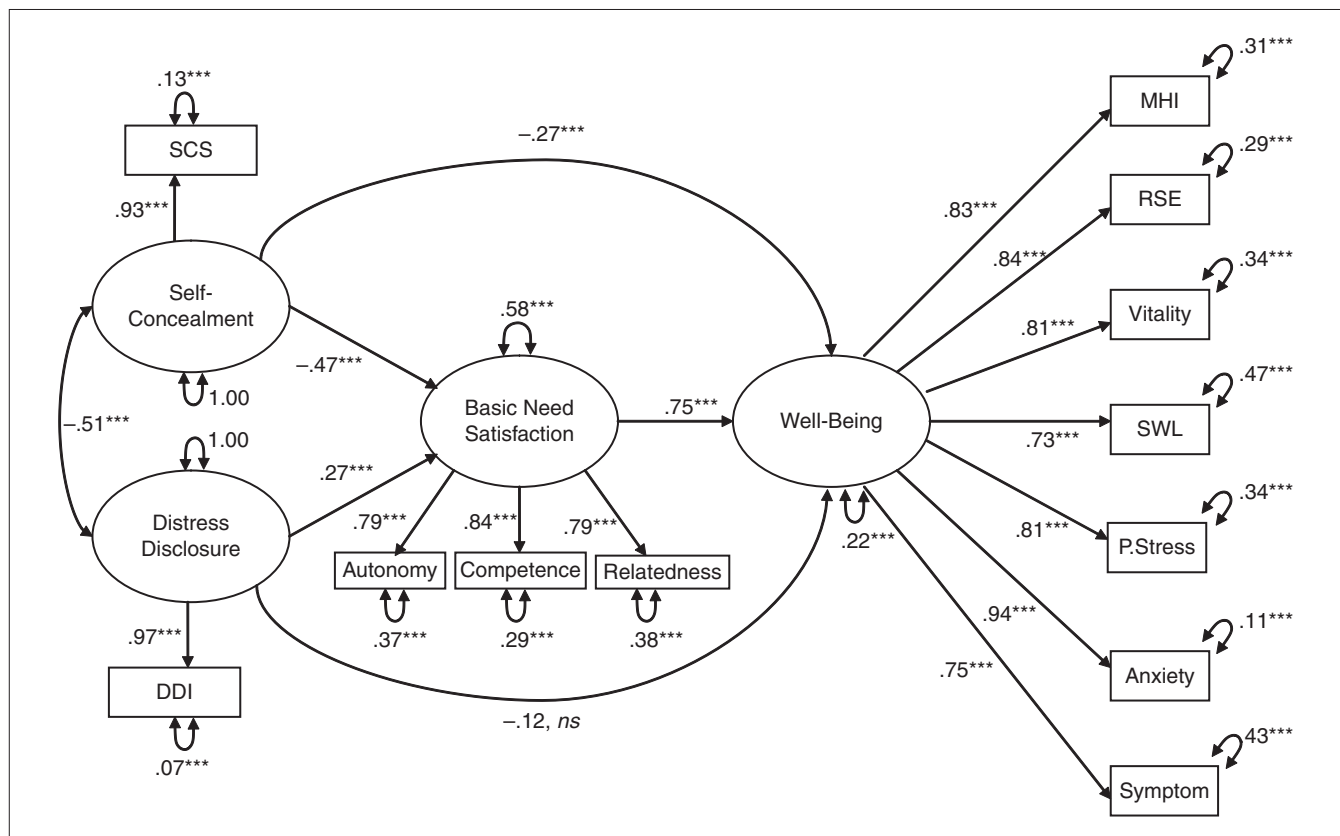 .31***
MHI
.13***
SCS
–.27***
.29***
RSE
.93***
.83***
.84***
Self-
Concealment
.34***
Vitality
.58***
.81***
–.47***
1.00
.47***
SWL
Basic Need
Satisfaction
.75***
Well-Being
.73***
–.51***
1.00
.27***
.34***
P.Stress
Distress
Disclosure
.79***
.84***
.79***
.81***
.22***
Autonomy
Competence
Relatedness
.94***
.11***
.97***
.37***
.29***
.38***
.75***
Anxiety
DDI
–.12, ns
.07***
43***
Symptom